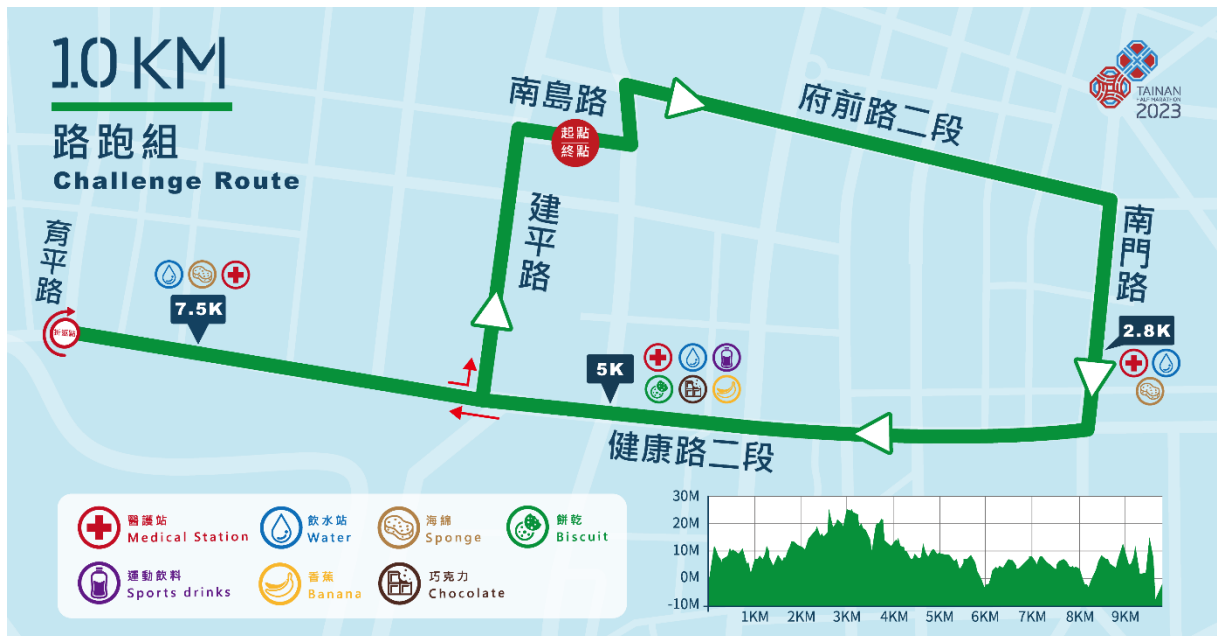 10 KM
路跑組
Challenge Route
TAINAN
HALF MARATHON
2023
南島路
起點
終點
府前路二段
南門路
建平路
育平路
折返點
7.5K
5K
2.8K
健康路二段
醫護站
Medical Station
飲水站
Water
海綿
Sponge
餅乾
Biscuit
運動飲料
Sports drinks
香蕉
Banana
巧克力
Chocolate
30M
20M
10M
0M
-10M
1KM 2KM 3KM 4KM 5KM 6KM 7KM 8KM 9KM